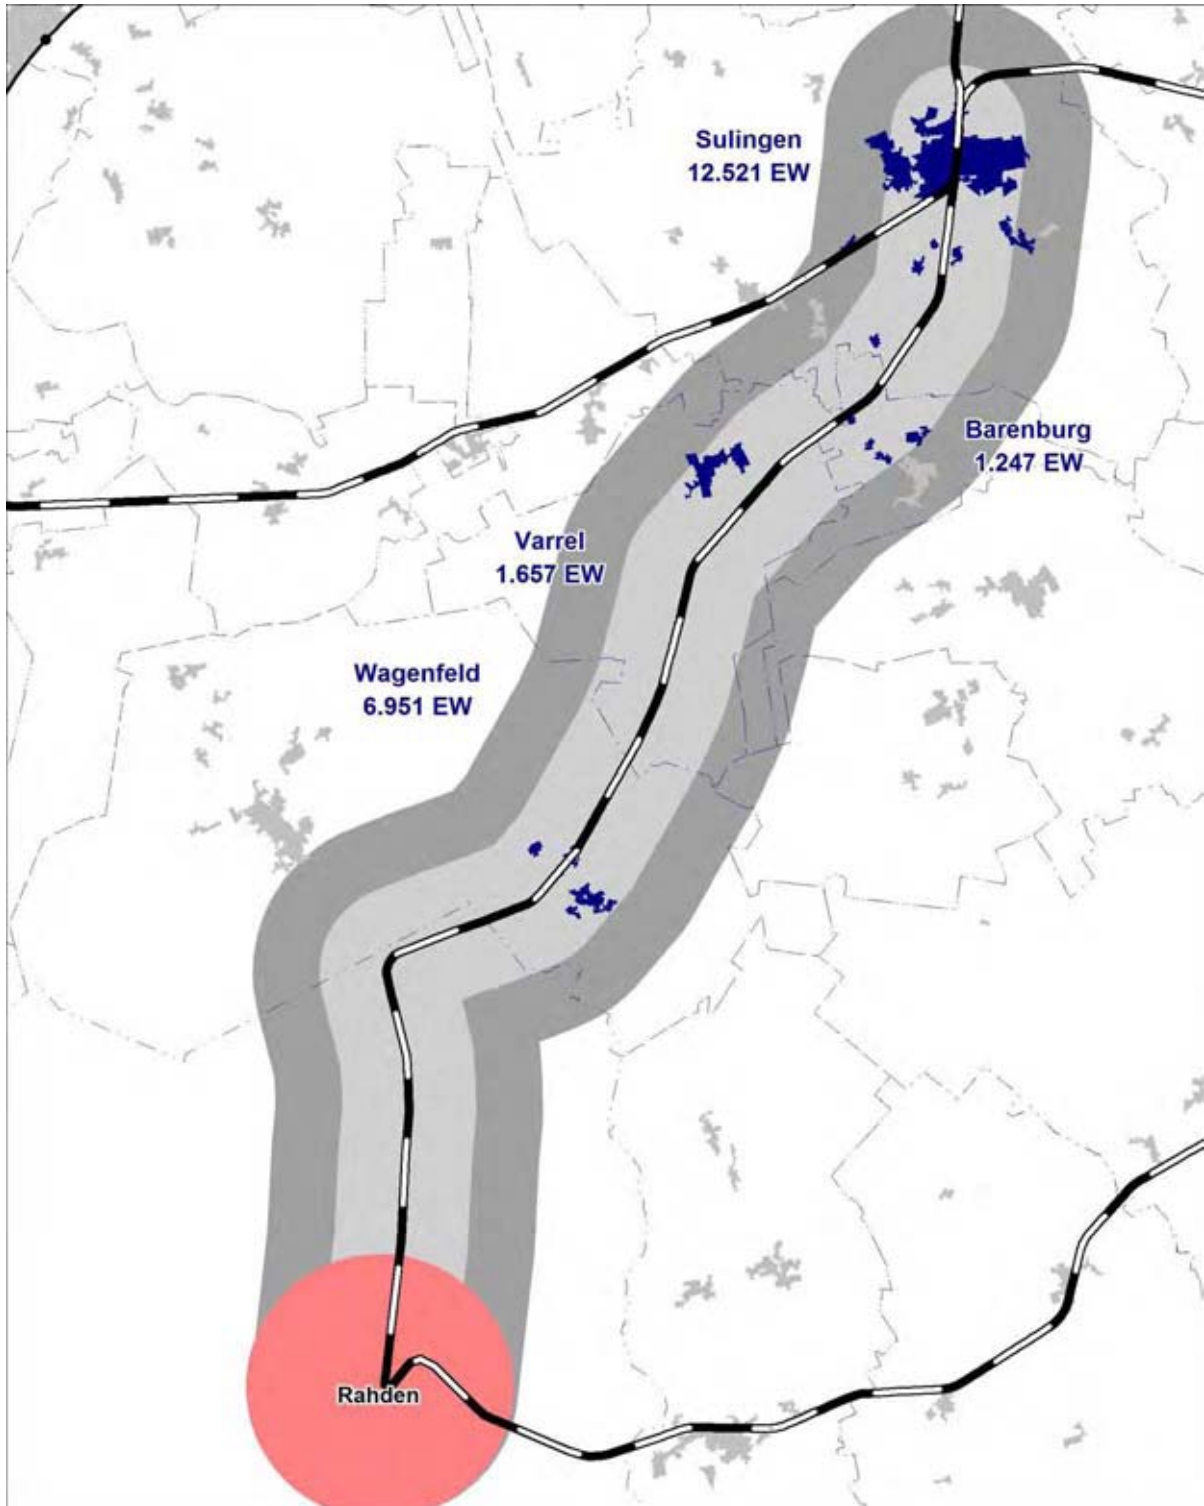 Sulingen
12.521 EW
Barenburg
1.247 EW
Varrel
1.657 EW
Wagenfeld
6.951 EW
Rahden